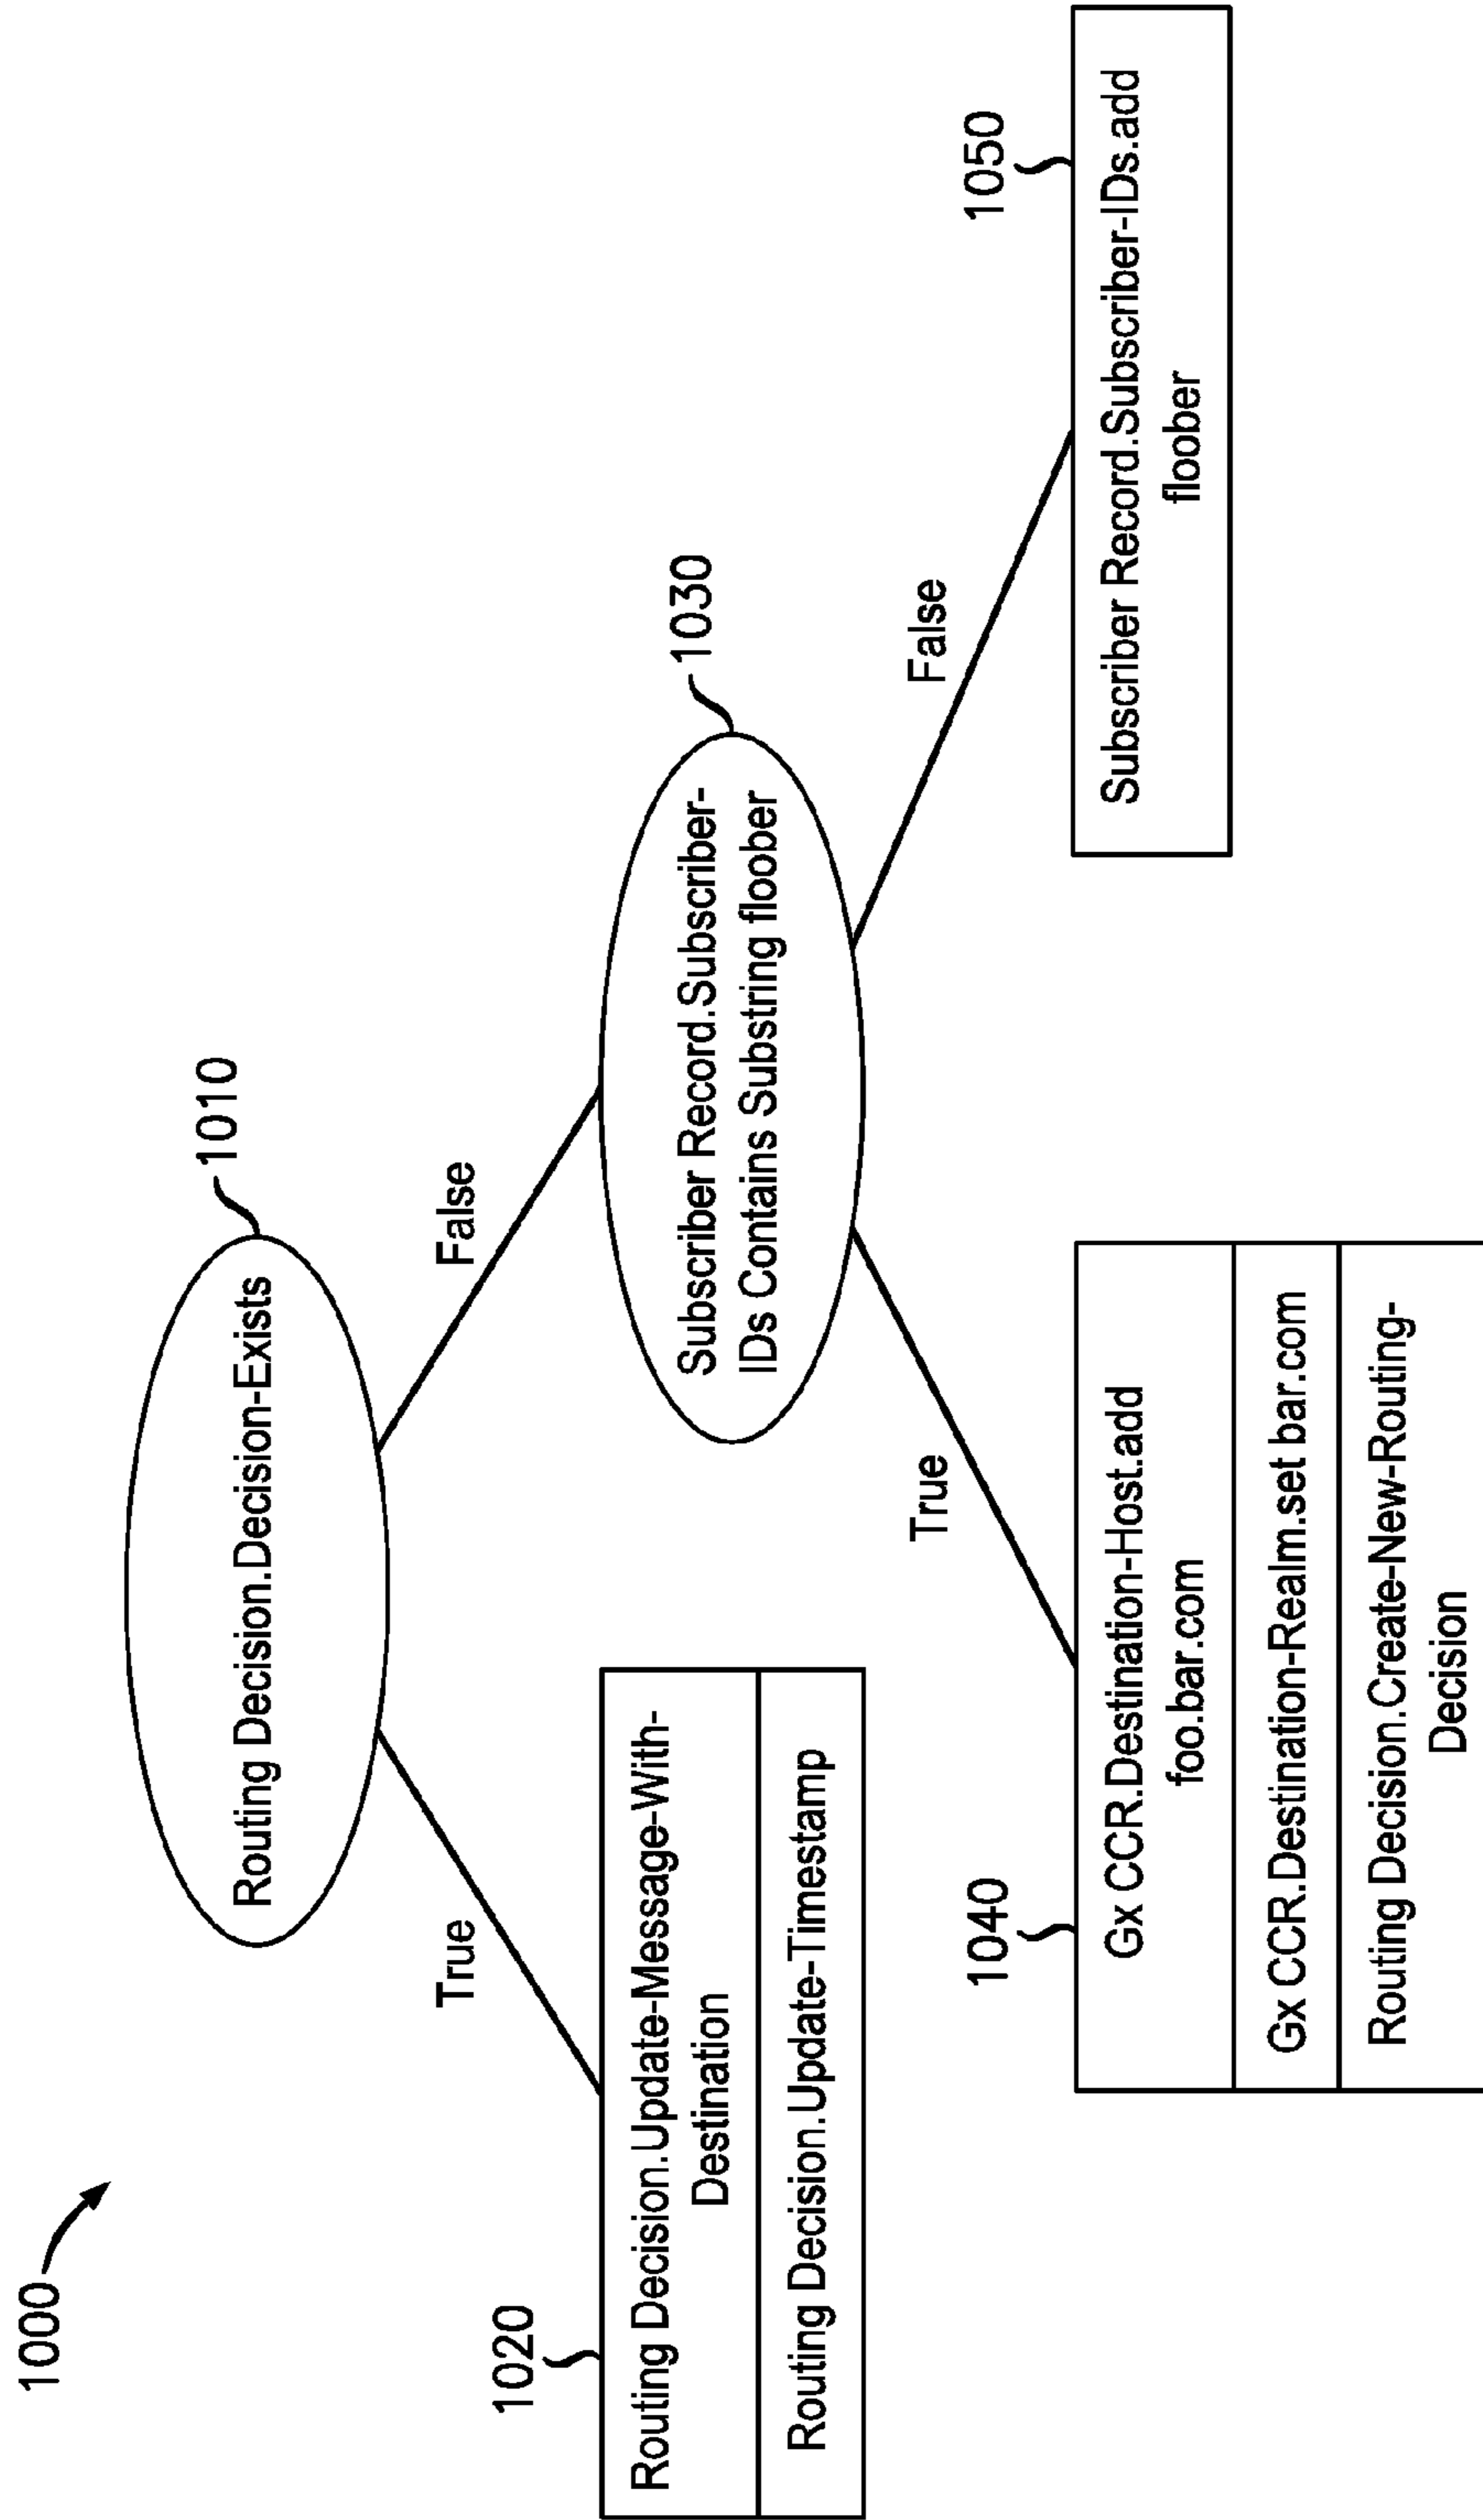 1000
1010
Routing Decision.Decision-Exists
True
False
1020
Routing Decision.Update-Message-With-
Destination
Routing Decision.Update-Timestamp
1030
Subscriber Record.Subscriber-
IDs Contains Substring floober
True
False
1040
Gx CCR.Destination-Host.add
foo.bar.com
Gx CCR.Destination-Realm.set bar.com
Routing Decision.Create-New-Routing-
Decision
1050
Subscriber Record.Subscriber-IDs.add
floober